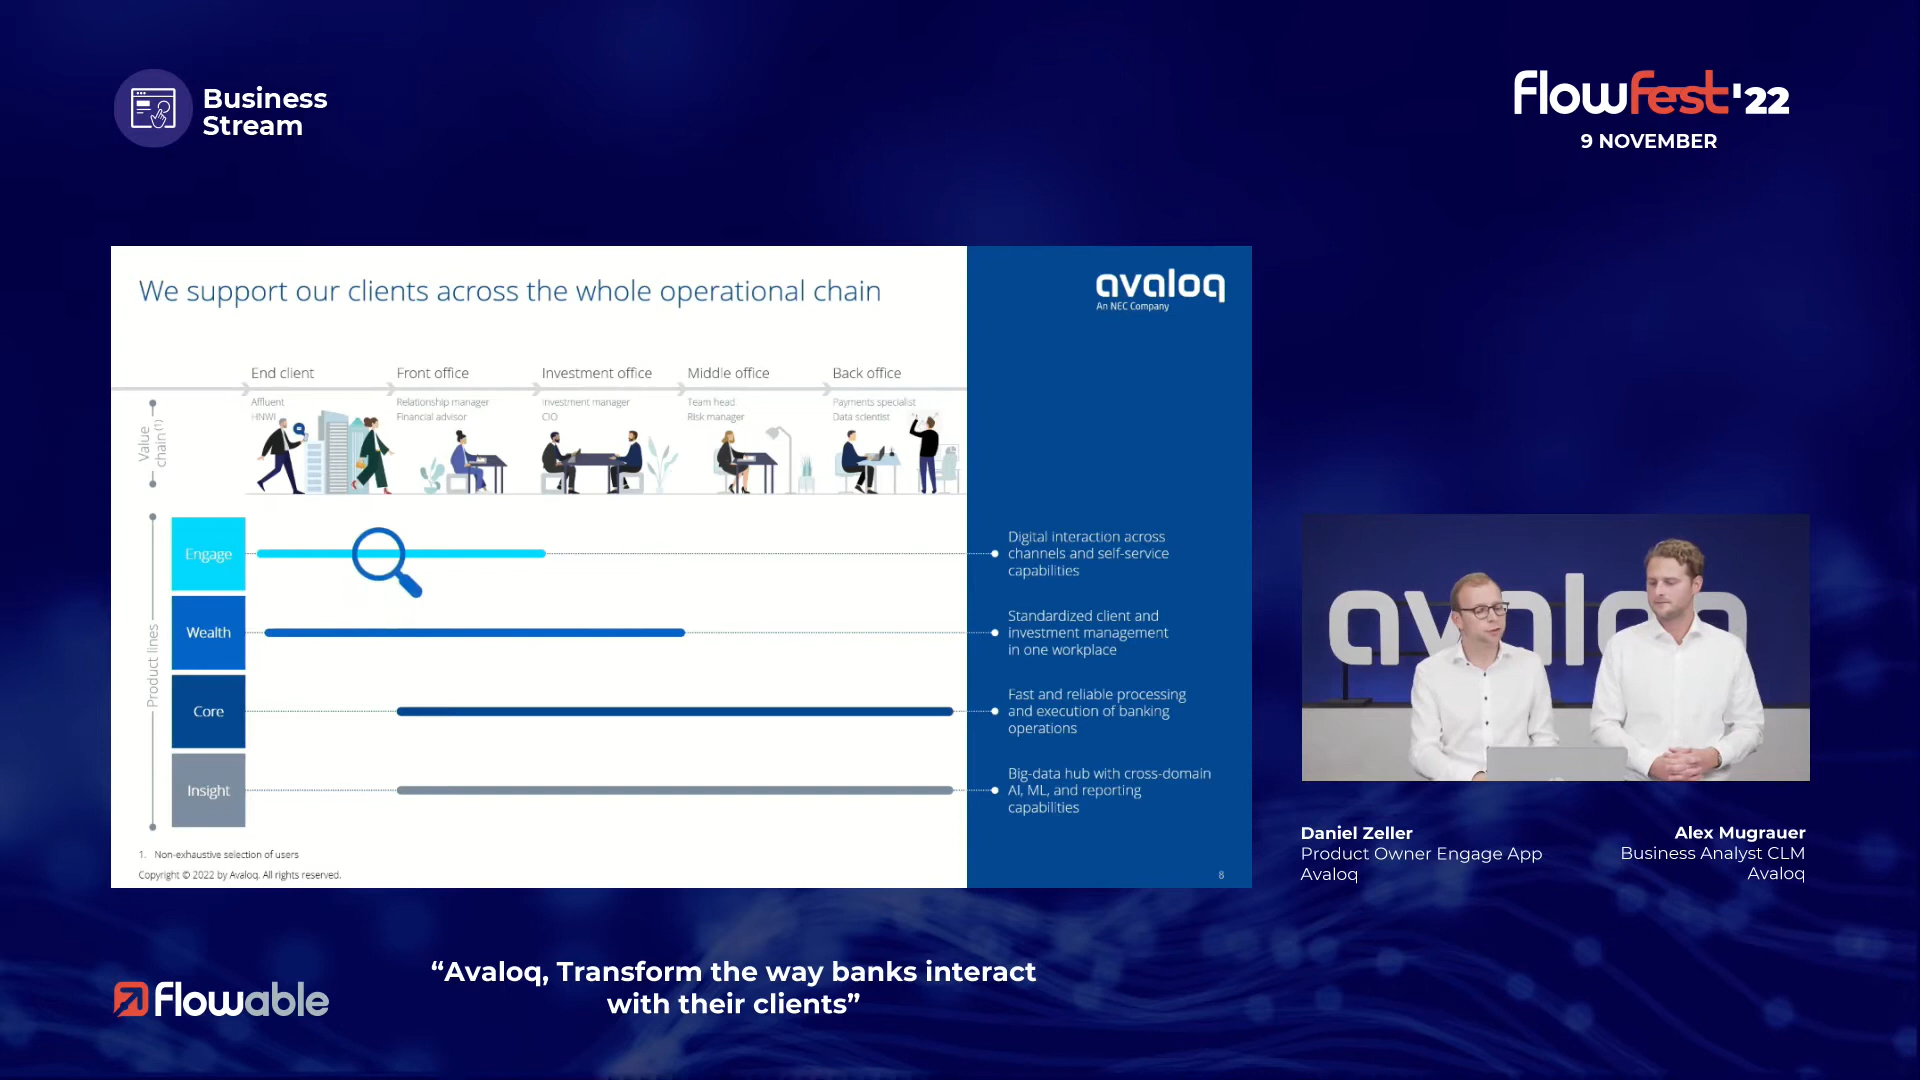 Business
Stream
flowfest'22
9 NOVEMBER
We support our clients across the whole operational chain
avaloq
An NEC Company
End client
Front office
Investment office
Middle office
Back office
Affluent
HNWI
Relationship manager
Financial advisor
Investment manager
CIO
Team head
Risk manager
Payments specialist
Data scientist
Value
chain(1)
Product lines
Engage
Digital interaction across
channels and self-service
capabilities
Wealth
Standardized client and
investment management
in one workplace
Core
Fast and reliable processing
and execution of banking
operations
Insight
Big-data hub with cross-domain
AI, ML, and reporting
capabilities
1. Non-exhaustive selection of users
Copyright © 2022 by Avaloq. All rights reserved.
8
avaloq
Daniel Zeller
Product Owner Engage App
Avaloq
Alex Mugrauer
Business Analyst CLM
Avaloq
flowable
“Avaloq, Transform the way banks interact
with their clients”